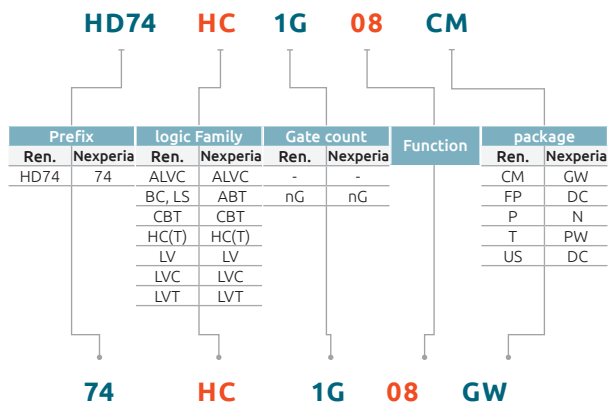 HD74 HC 1G 08 CM
Prefix logic Family Gate count Function package
Ren. Nexperia Ren. Nexperia Ren. Nexperia Ren. Nexperia
HD74 74 ALVC ALVC - - CM GW
BC, LS ABT nG nG FP DC
CBT CBT P N
HC(T) HC(T) T PW
LV LV US DC
LVC LVC
LVT LVT
74 HC 1G 08 GW